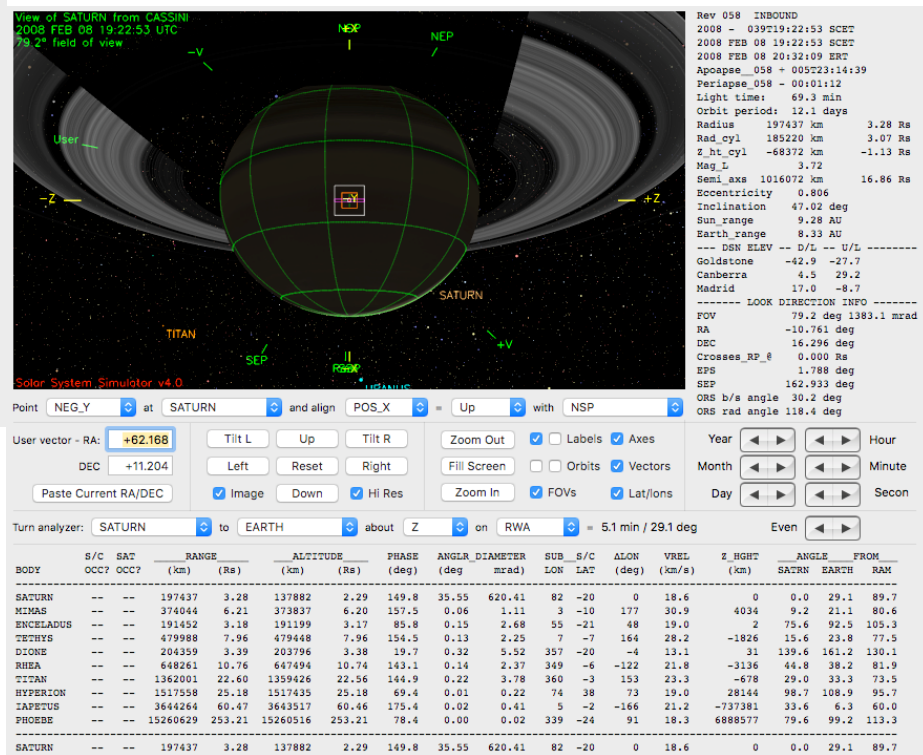 View of SATURN from CASSINI
2008 FEB 08 19:22:53 UTC
79.2° field of view
NEP
-V
User
-Z
-Y
+Z
SATURN
TITAN
+V
SEP
URANUS
Solar System Simulator v4.0
Rev 058 INBOUND
2008 - 039T19:22:53 SCET
2008 FEB 08 19:22:53 SCET
2008 FEB 08 20:32:09 ERT
Apoapse__058 + 005T23:14:39
Periapse_058 - 00:01:12
Light time: 69.3 min
Orbit period: 12.1 days
Radius 197437 km 3.28 Rs
Rad_cyl 185220 km 3.07 Rs
Z_ht_cyl -68372 km -1.13 Rs
Mag_L 3.72
Semi_axs 1016072 km 16.86 Rs
Eccentricity 0.806
Inclination 47.02 deg
Sun_range 9.28 AU
Earth_range 8.33 AU
--- DSN ELEV -- D/L -- U/L --------
Goldstone -42.9 -27.7
Canberra 4.5 29.2
Madrid 17.0 -8.7
------- LOOK DIRECTION INFO -------
FOV 79.2 deg 1383.1 mrad
RA -10.761 deg
DEC 16.296 deg
Crosses_RP_@ 0.000 Rs
EPS 1.788 deg
SEP 162.933 deg
ORS b/s angle 30.2 deg
ORS rad angle 118.4 deg
Point NEG_Y at SATURN and align POS_X = Up with NSP
User vector - RA: +62.168 Tilt L Up Tilt R Zoom Out Labels Axes Year Hour
DEC +11.204 Left Reset Right Fill Screen Orbits Vectors Month Minute
Paste Current RA/DEC Image Down Hi Res Zoom In FOVs Lat/lons Day Secon
Turn analyzer: SATURN to EARTH about Z on RWA = 5.1 min / 29.1 deg Even
S/C SAT RANGE ALTITUDE PHASE ANGLR_DIAMETER SUB_S/C ΔLON VREL Z_HGHT ANGLE FROM
BODY OCC? OCC? (km) (Rs) (km) (Rs) (deg) (deg mrad) LON LAT (deg) (km/s) (km) SATRN EARTH RAM
SATURN -- -- 197437 3.28 137882 2.29 149.8 35.55 620.41 82 -20 0 18.6 0 0.0 29.1 89.7
MIMAS -- -- 374044 6.21 373837 6.20 157.5 0.06 1.11 3 -10 177 30.9 4034 9.2 21.1 80.6
ENCELADUS -- -- 191452 3.18 191199 3.17 85.8 0.15 2.68 55 -21 48 19.0 2 75.6 92.5 105.3
TETHYS -- -- 479988 7.96 479448 7.96 154.5 0.13 2.25 7 -7 164 28.2 -1826 15.6 23.8 77.5
DIONE -- -- 204359 3.39 203796 3.38 19.7 0.32 5.52 357 -20 -4 13.1 31 139.6 161.2 130.1
RHEA -- -- 648261 10.76 647494 10.74 143.1 0.14 2.37 349 -6 -122 21.8 -3136 44.8 38.2 81.9
TITAN -- -- 1362001 22.60 1359426 22.56 144.9 0.22 3.78 360 -3 153 23.3 -678 29.0 33.3 73.5
HYPERION -- -- 1517558 25.18 1517435 25.18 69.4 0.01 0.22 74 38 73 19.0 28144 98.7 108.9 95.7
IAPETUS -- -- 3644264 60.47 3643517 60.46 175.4 0.02 0.41 5 -2 -166 21.2 -737381 33.6 6.3 60.0
PHOEBE -- -- 15260629 253.21 15260516 253.21 78.4 0.00 0.02 339 -24 91 18.3 6888577 79.6 99.2 113.3
SATURN -- -- 197437 3.28 137882 2.29 149.8 35.55 620.41 82 -20 0 18.6 0 0.0 29.1 89.7